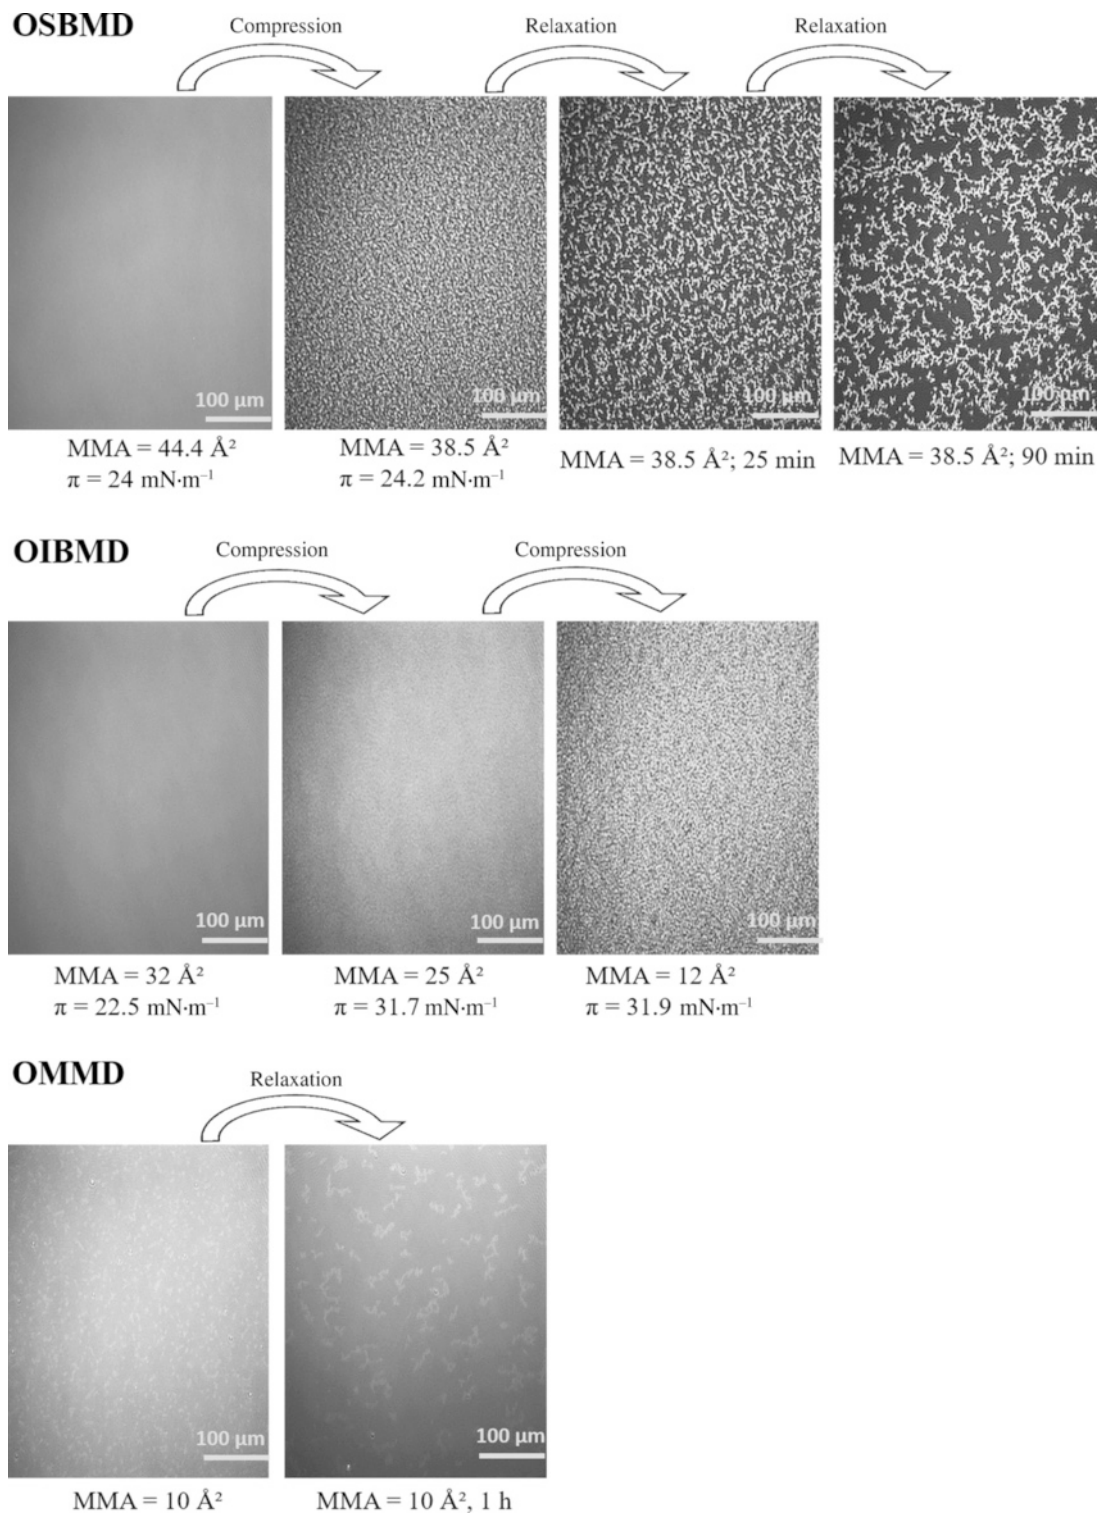 OSBMD
Compression
Relaxation
Relaxation
100 µm
100 µm
100 µm
100 µm
MMA = 44.4 Å²
π = 24 mN·m⁻¹
MMA = 38.5 Å²
π = 24.2 mN·m⁻¹
MMA = 38.5 Å²; 25 min
MMA = 38.5 Å²; 90 min
OIBMD
Compression
Compression
100 µm
100 µm
100 µm
MMA = 32 Å²
π = 22.5 mN·m⁻¹
MMA = 25 Å²
π = 31.7 mN·m⁻¹
MMA = 12 Å²
π = 31.9 mN·m⁻¹
OMMD
Relaxation
100 µm
100 µm
MMA = 10 Å²
MMA = 10 Å², 1 h